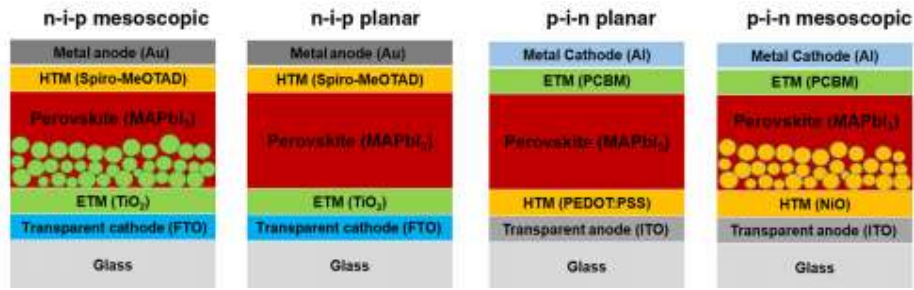 n-i-p mesoscopic
Metal anode (Au)
HTM (Spiro-MeOTAD)
Perovskite (MAPbI₃)
ETM (TiO₂)
Transparent cathode (FTO)
Glass
n-i-p planar
Metal anode (Au)
HTM (Spiro-MeOTAD)
Perovskite (MAPbI₃)
ETM (TiO₂)
Transparent cathode (FTO)
Glass
p-i-n planar
Metal Cathode (Al)
ETM (PCBM)
Perovskite (MAPbI₃)
HTM (PEDOT:PSS)
Transparent anode (ITO)
Glass
p-i-n mesoscopic
Metal Cathode (Al)
ETM (PCBM)
Perovskite (MAPbI₃)
HTM (NiO)
Transparent anode (ITO)
Glass